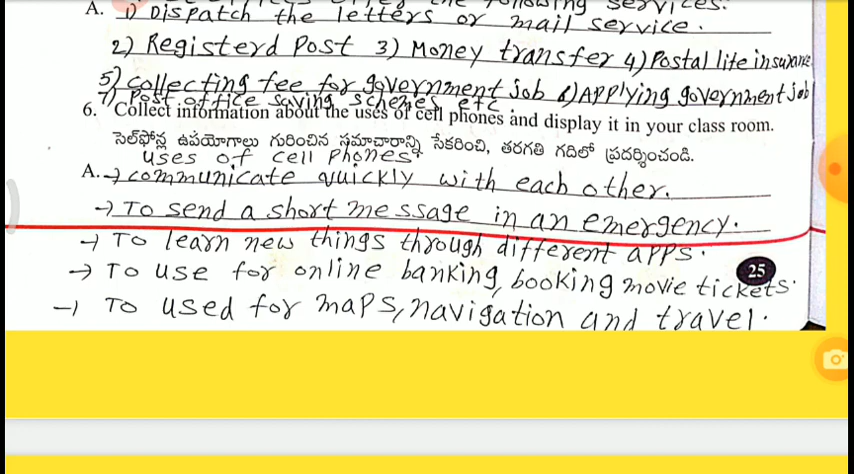 the following services.
A. 1) Dispatch the letters or mail service.
2) Registerd Post 3) Money transfer 4) Postal life insurance
5) collecting fee for government job 6) APPlying government job
7) Post office saving schemes etc.
6. Collect information about the uses of cell phones and display it in your class room.
సెల్‌ఫోన్ల ఉపయోగాలు గురించిన సమాచారాన్ని సేకరించి, తరగతి గదిలో ప్రదర్శించండి.
uses of cell Phones
A. → communicate quickly with each other.
→ To send a short message in an emergency.
→ To learn new things through different apps.
→ To use for online banking, booking movie tickets.
25
→ To used for maps, navigation and travel.